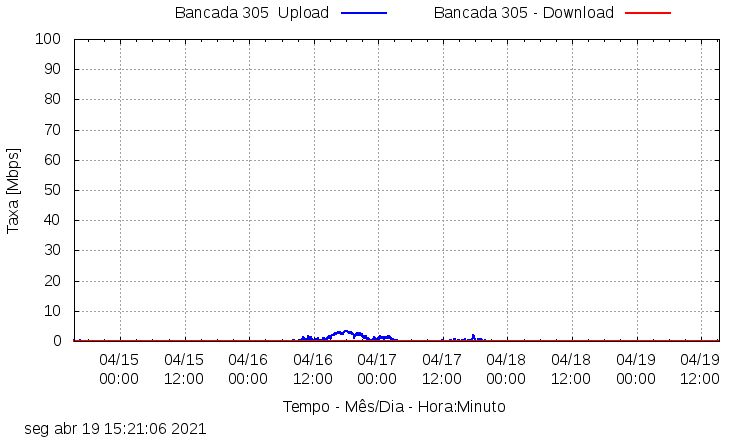 Bancada 305  Upload
Bancada 305 - Download
100
90
80
70
60
50
40
30
20
10
0
Taxa [Mbps]
04/15 04/15 04/16 04/16 04/17 04/17 04/18 04/18 04/19 04/19
00:00 12:00 00:00 12:00 00:00 12:00 00:00 12:00 00:00 12:00
Tempo - Mês/Dia - Hora:Minuto
seg abr 19 15:21:06 2021